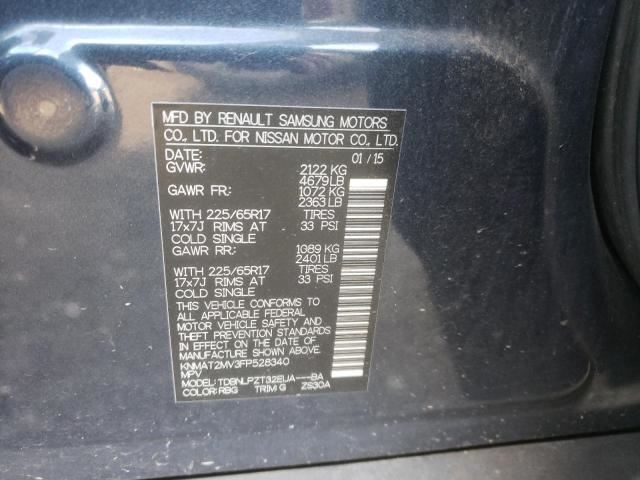 MFD BY RENAULT SAMSUNG MOTORS
CO., LTD. FOR NISSAN MOTOR CO. LTD.
DATE: 01/15
GVWR: 2122 KG
4679 LB
GAWR FR: 1072 KG
2363 LB
WITH 225/65R17 TIRES
17x7J RIMS AT 33 PSI
COLD SINGLE
GAWR RR: 1089 KG
2401 LB
WITH 225/65R17 TIRES
17x7J RIMS AT 33 PSI
COLD SINGLE
THIS VEHICLE CONFORMS TO
ALL APPLICABLE FEDERAL
MOTOR VEHICLE SAFETY AND
THEFT PREVENTION STANDARDS
IN EFFECT ON THE DATE OF
MANUFACTURE SHOWN ABOVE.
KNMAT2MV3FP528340
MPV
MODEL: TDBNLPZT32EUA---BA
COLOR: RBG TRIM: G ZS30A